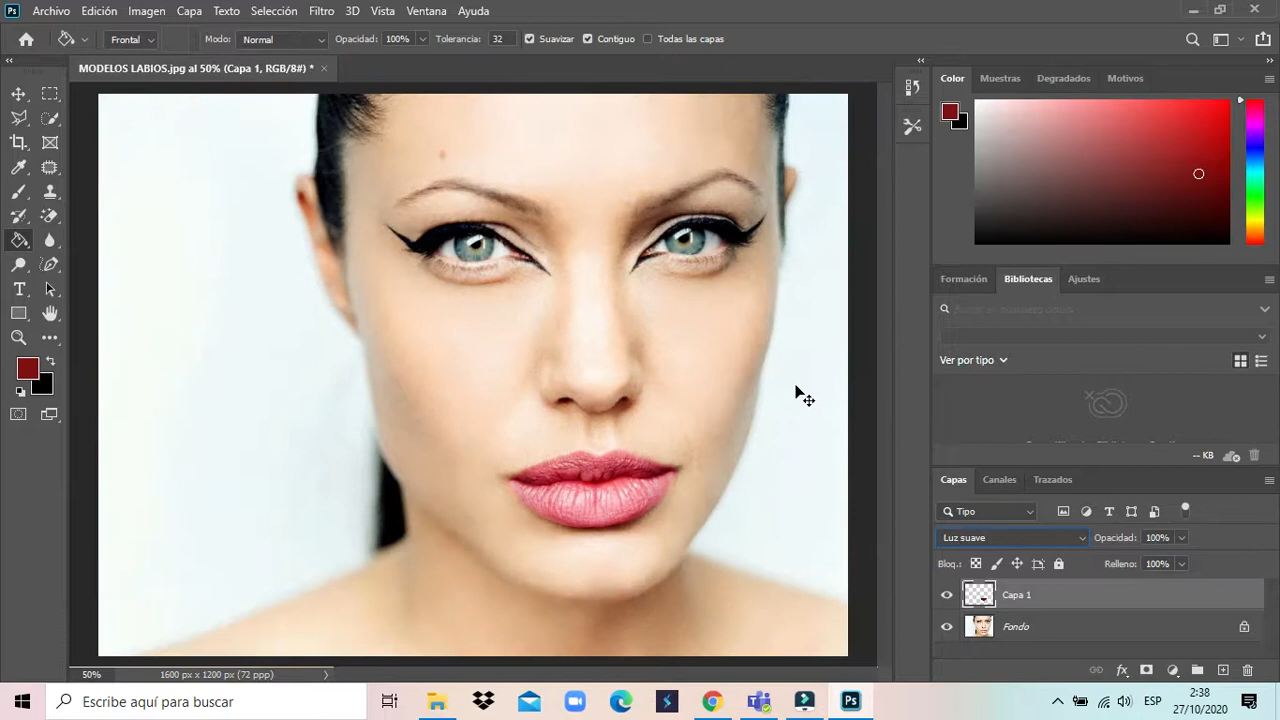 Ps Archivo Edición Imagen Capa Texto Selección Filtro 3D Vista Ventana Ayuda
Frontal Modo: Normal Opacidad: 100% Tolerancia: 32 Suavizar Contiguo Todas las capas
MODELOS LABIOS.jpg al 50% (Capa 1, RGB/8#) * ×
Color Muestras Degradados Motivos
Formación Bibliotecas Ajustes
Ver por tipo
-- KB
Capas Canales Trazados
Tipo
Luz suave Opacidad: 100%
Bloq.: Relleno: 100%
Capa 1
Fondo
fx
50% 1600 px x 1200 px (72 ppp)
Escribe aquí para buscar
Ps
ESP
2:38
27/10/2020